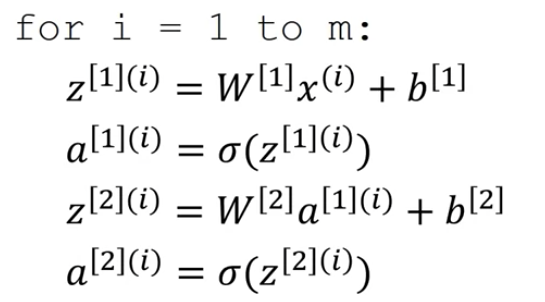 for i = 1 to m:
z^{[1](i)} = W^{[1]}x^{(i)} + b^{[1]}
a^{[1](i)} = σ(z^{[1](i)})
z^{[2](i)} = W^{[2]}a^{[1](i)} + b^{[2]}
a^{[2](i)} = σ(z^{[2](i)})